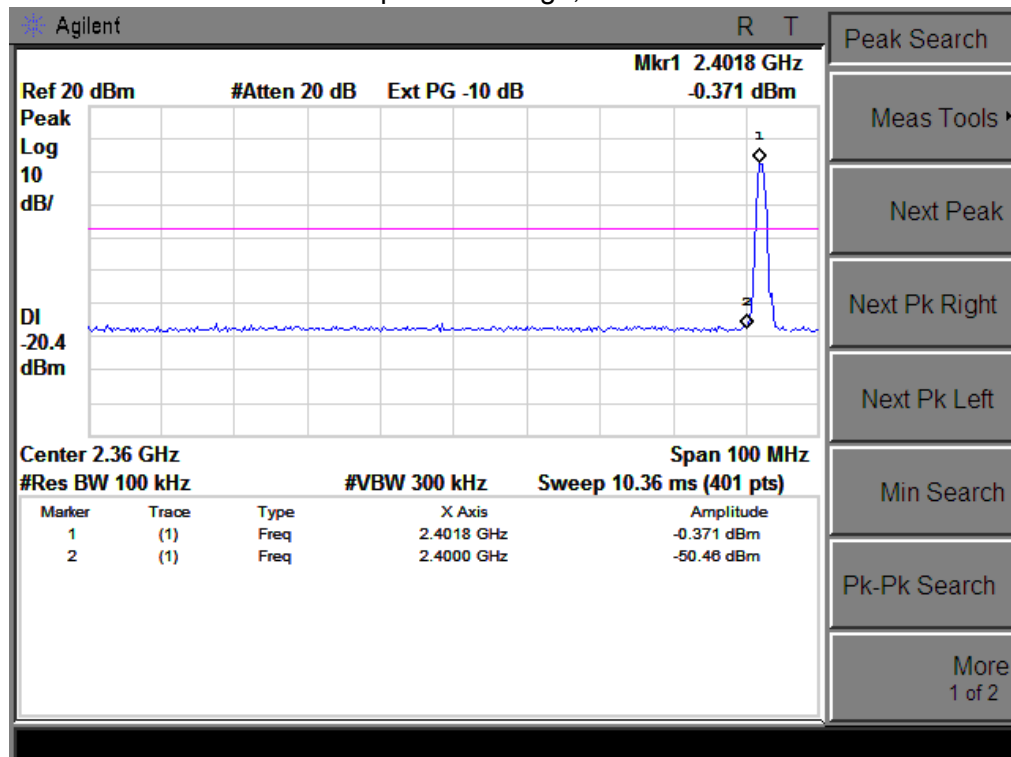 Agilent R T
Peak Search
Mkr1 2.4018 GHz
Ref 20 dBm #Atten 20 dB Ext PG -10 dB -0.371 dBm
Peak
Log
10
dB/
1
2
DI
-20.4
dBm
Center 2.36 GHz Span 100 MHz
#Res BW 100 kHz #VBW 300 kHz Sweep 10.36 ms (401 pts)
Marker Trace Type X Axis Amplitude
1 (1) Freq 2.4018 GHz -0.371 dBm
2 (1) Freq 2.4000 GHz -50.46 dBm
Meas Tools
Next Peak
Next Pk Right
Next Pk Left
Min Search
Pk-Pk Search
More
1 of 2